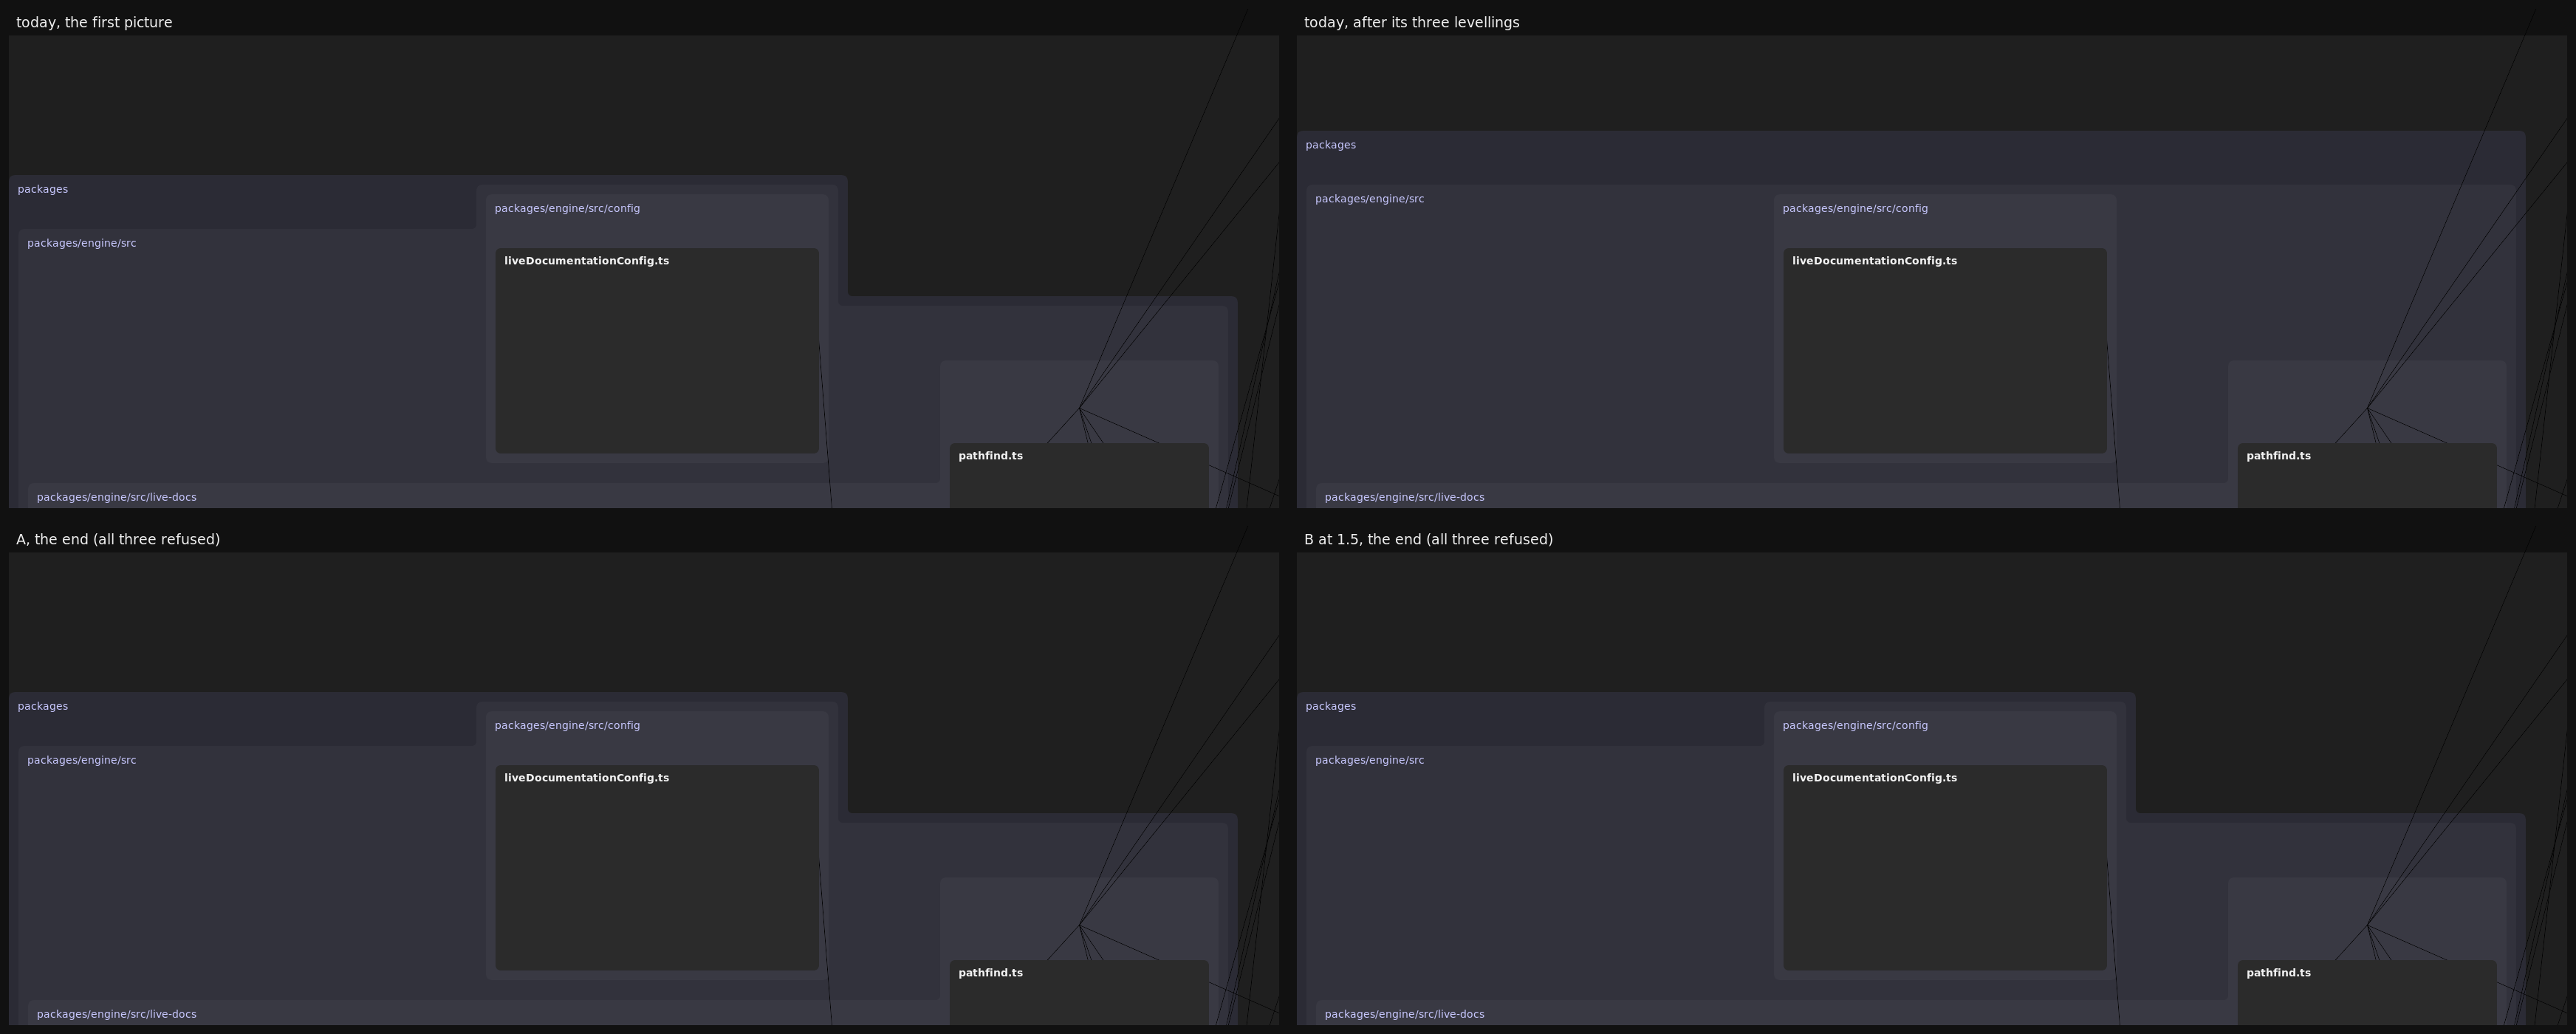 today, the first picture
packages
packages/engine/src/config
packages/engine/src
liveDocumentationConfig.ts
pathfind.ts
packages/engine/src/live-docs
today, after its three levellings
packages
packages/engine/src
packages/engine/src/config
liveDocumentationConfig.ts
pathfind.ts
packages/engine/src/live-docs
A, the end (all three refused)
packages
packages/engine/src/config
packages/engine/src
liveDocumentationConfig.ts
pathfind.ts
packages/engine/src/live-docs
B at 1.5, the end (all three refused)
packages
packages/engine/src/config
packages/engine/src
liveDocumentationConfig.ts
pathfind.ts
packages/engine/src/live-docs